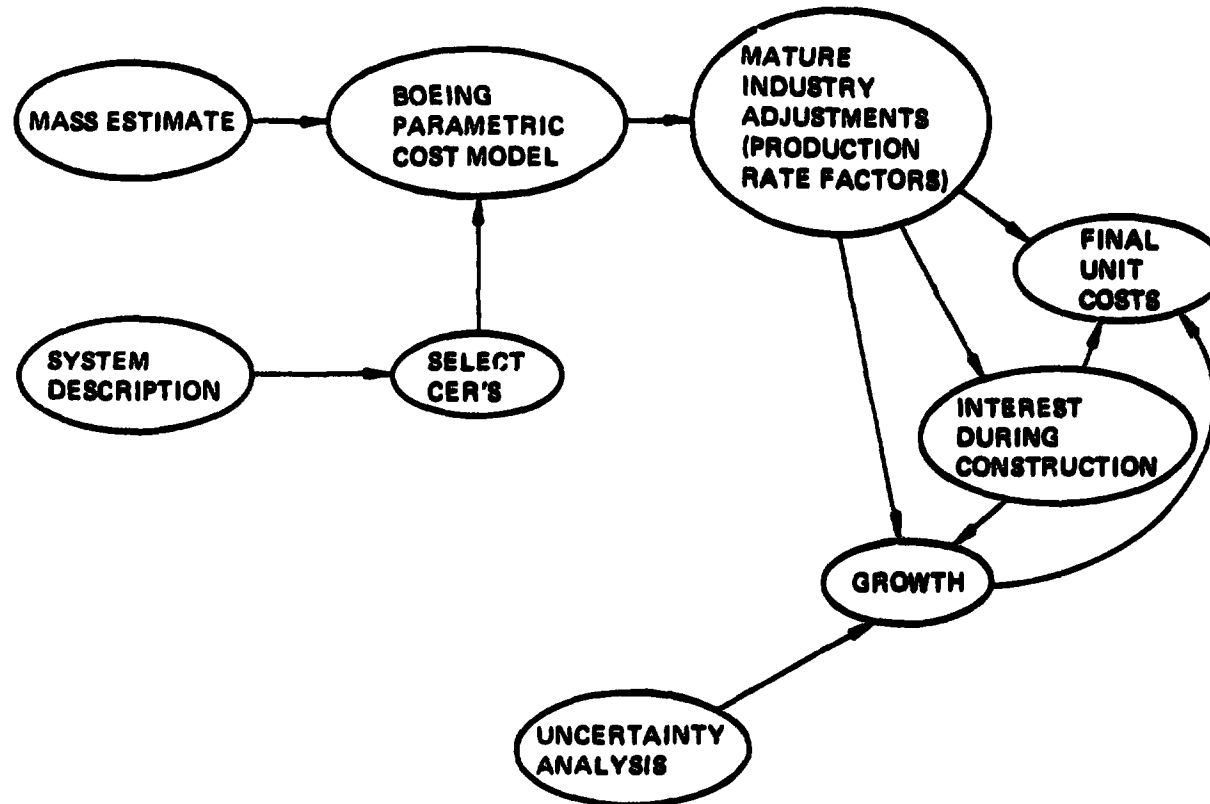 MASS ESTIMATE
BOEING
PARAMETRIC
COST MODEL
MATURE
INDUSTRY
ADJUSTMENTS
(PRODUCTION
RATE FACTORS)
FINAL
UNIT
COSTS
SYSTEM
DESCRIPTION
SELECT
CER'S
INTEREST
DURING
CONSTRUCTION
GROWTH
UNCERTAINTY
ANALYSIS